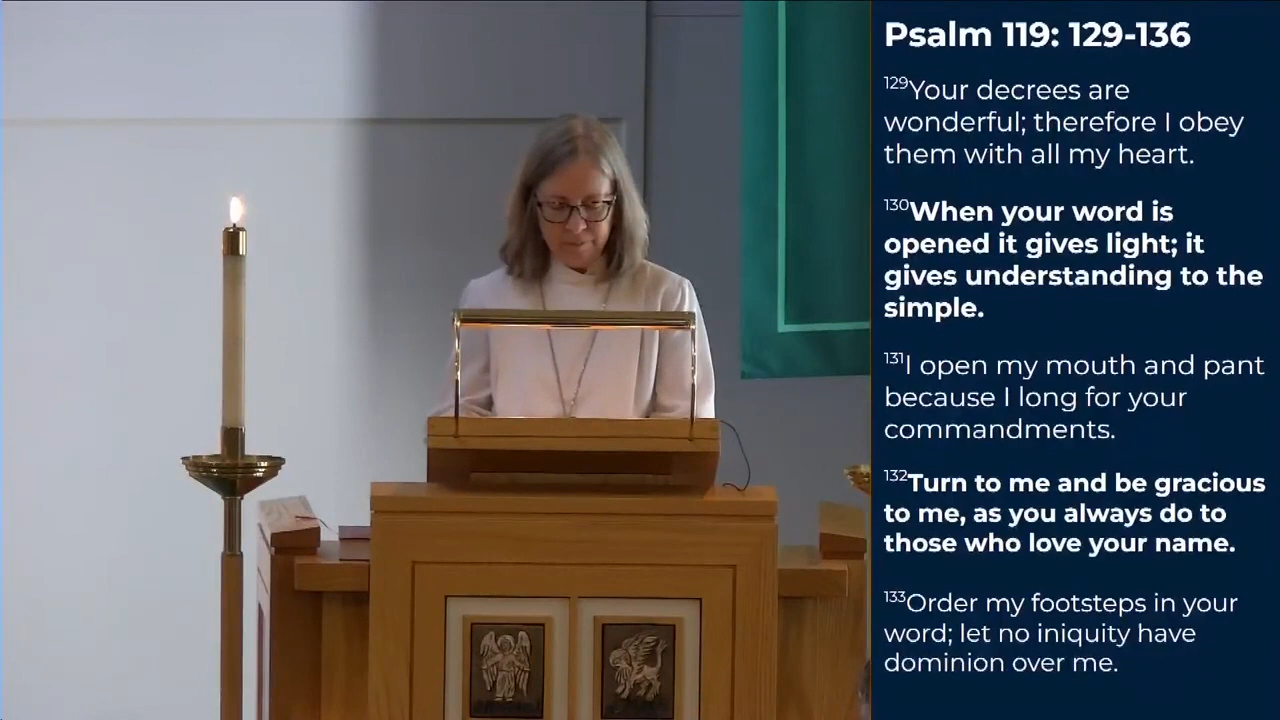 Psalm 119: 129-136
129Your decrees are
wonderful; therefore I obey
them with all my heart.
130When your word is
opened it gives light; it
gives understanding to the
simple.
131I open my mouth and pant
because I long for your
commandments.
132Turn to me and be gracious
to me, as you always do to
those who love your name.
133Order my footsteps in your
word; let no iniquity have
dominion over me.